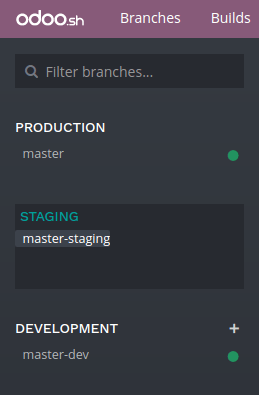 odoo.sh Branches Builds
Filter branches...
PRODUCTION
master
STAGING
master-staging
DEVELOPMENT +
master-dev